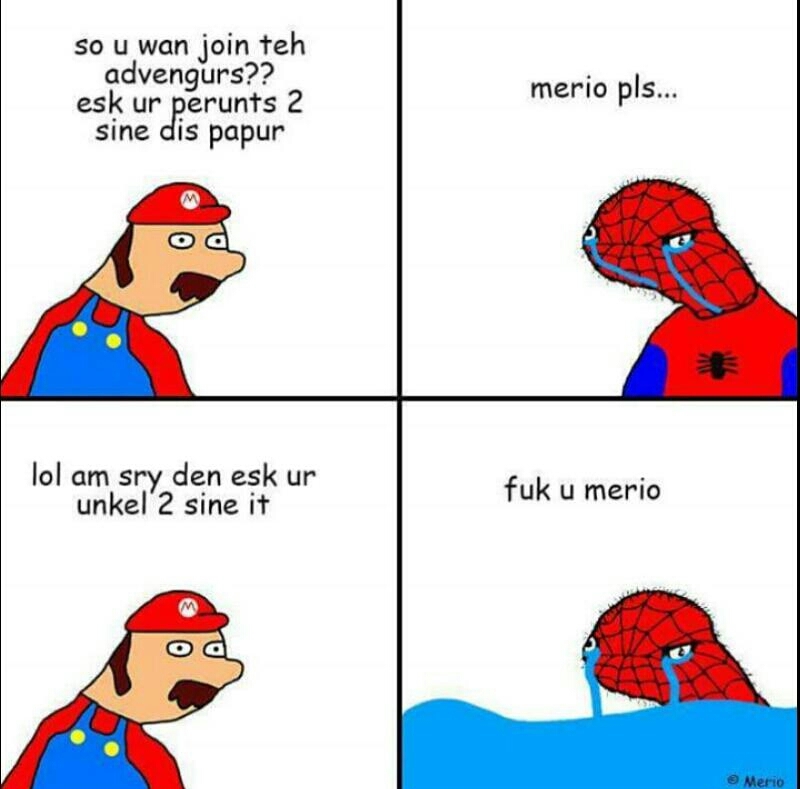 so u wan join teh
advengurs??
esk ur perunts 2
sine dis papur
M
merio pls...
lol am sry den esk ur
unkel 2 sine it
M
fuk u merio
© Merio